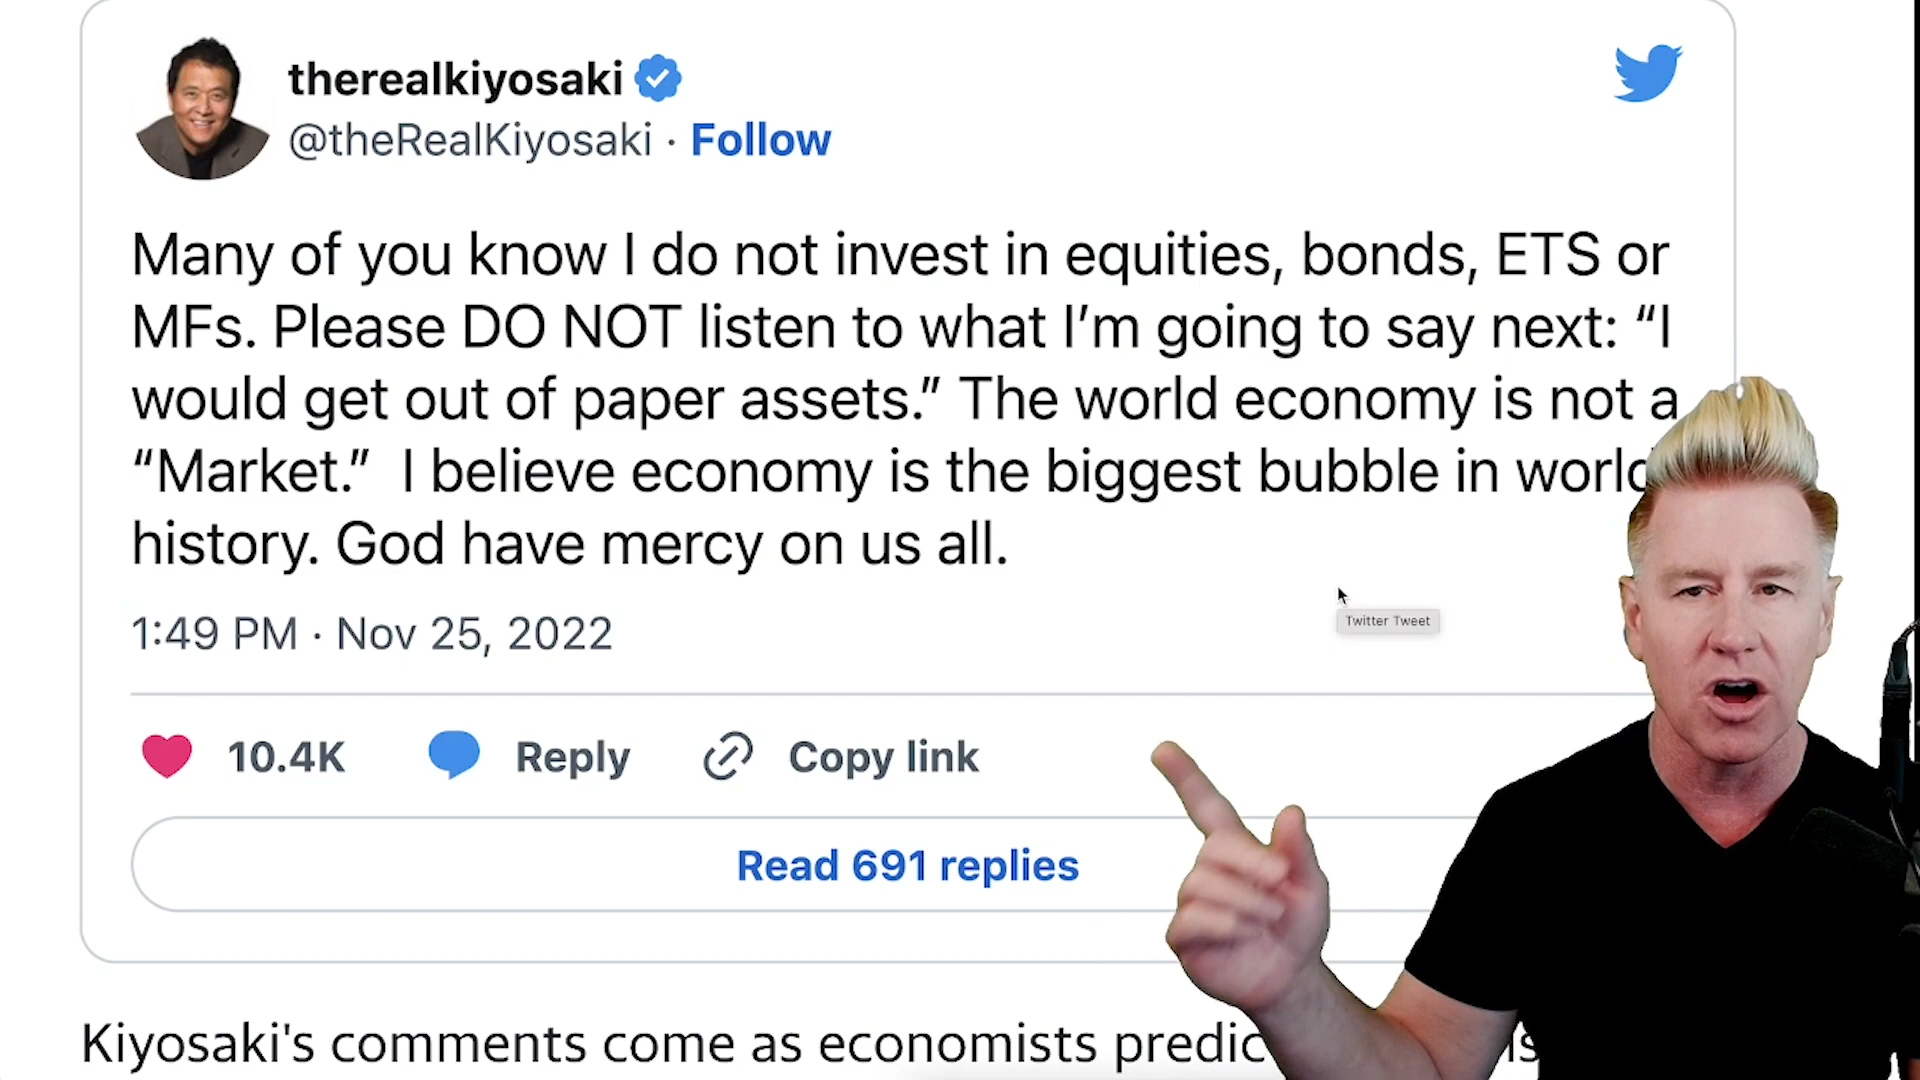 therealkiyosaki
@theRealKiyosaki · Follow
Many of you know I do not invest in equities, bonds, ETS or
MFs. Please DO NOT listen to what I’m going to say next: “I
would get out of paper assets.” The world economy is not a
“Market.”  I believe economy is the biggest bubble in world
history. God have mercy on us all.
Twitter Tweet
1:49 PM · Nov 25, 2022
10.4K Reply Copy link
Read 691 replies
Kiyosaki's comments come as economists